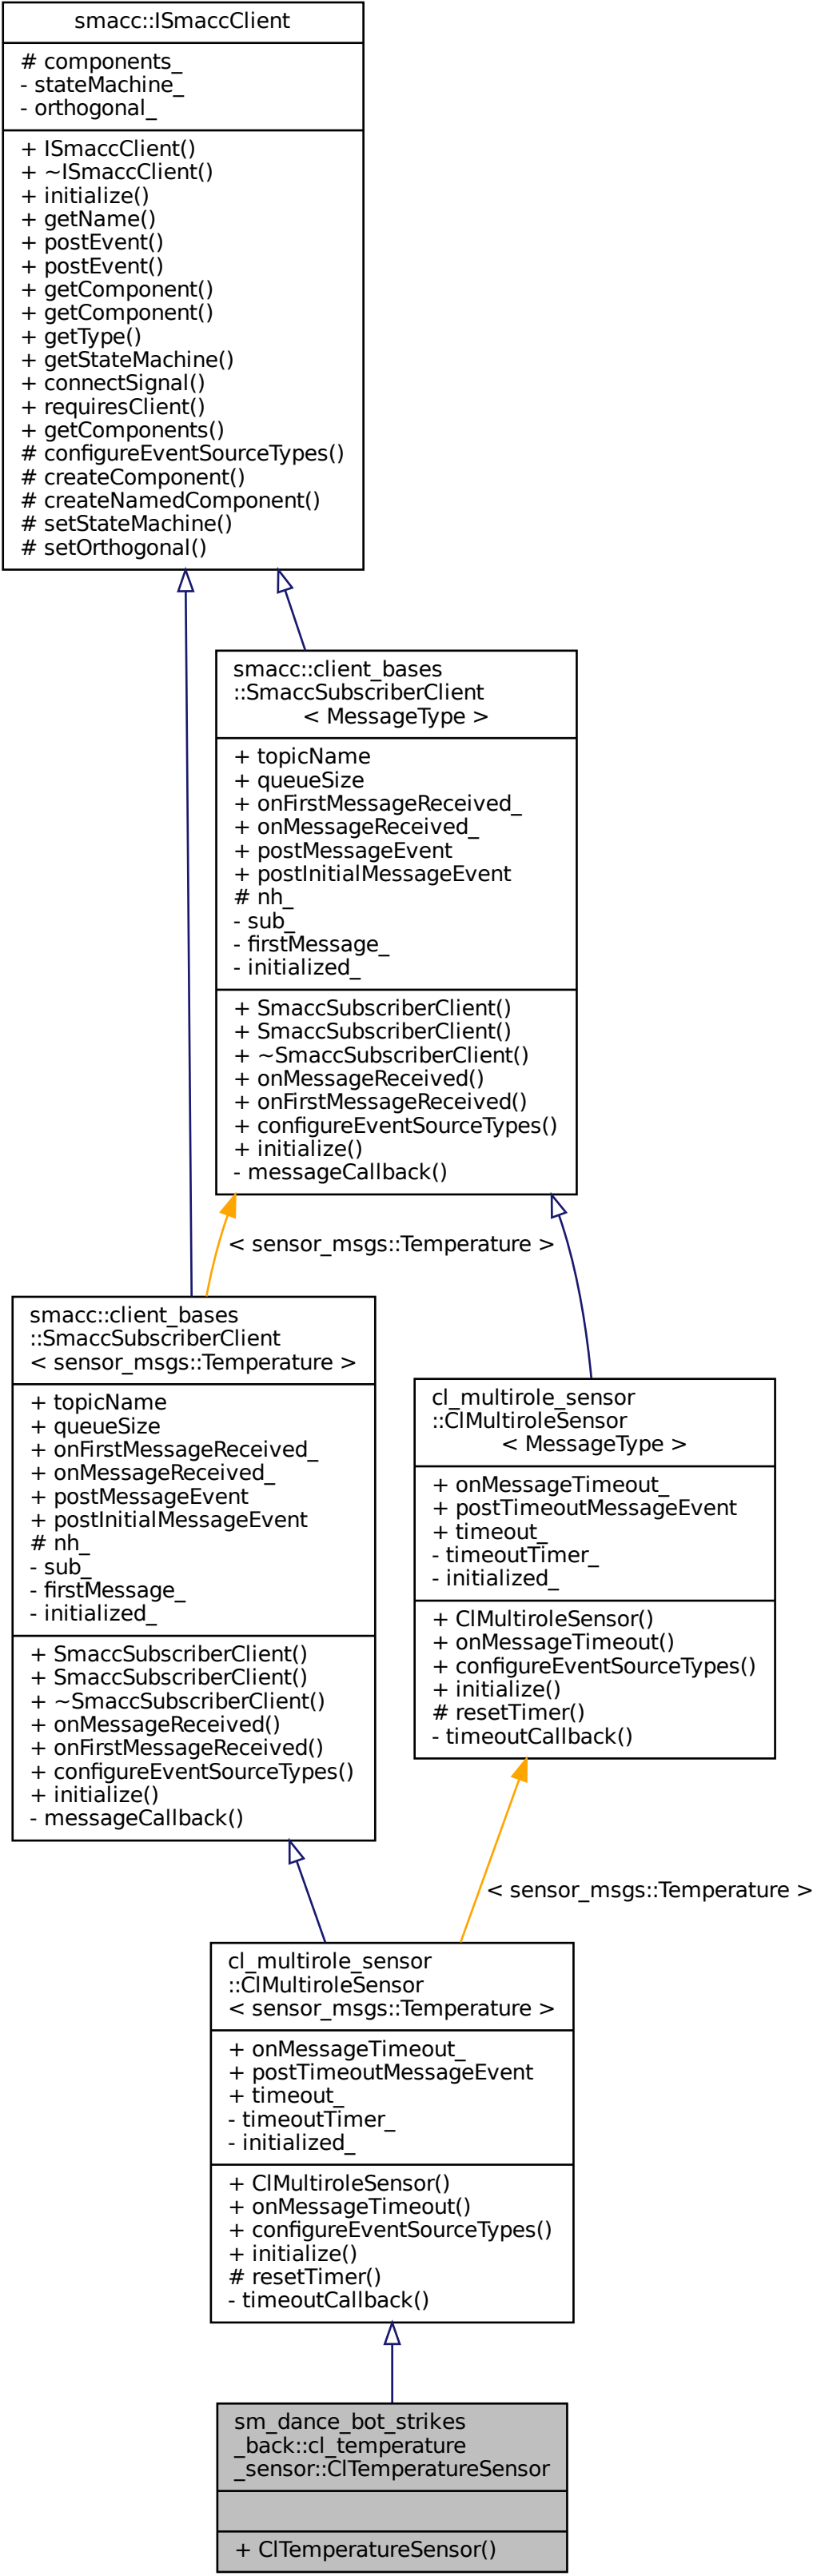 smacc::ISmaccClient
# components_
- stateMachine_
- orthogonal_
+ ISmaccClient()
+ ~ISmaccClient()
+ initialize()
+ getName()
+ postEvent()
+ postEvent()
+ getComponent()
+ getComponent()
+ getType()
+ getStateMachine()
+ connectSignal()
+ requiresClient()
+ getComponents()
# configureEventSourceTypes()
# createComponent()
# createNamedComponent()
# setStateMachine()
# setOrthogonal()
smacc::client_bases
::SmaccSubscriberClient
< MessageType >
+ topicName
+ queueSize
+ onFirstMessageReceived_
+ onMessageReceived_
+ postMessageEvent
+ postInitialMessageEvent
# nh_
- sub_
- firstMessage_
- initialized_
+ SmaccSubscriberClient()
+ SmaccSubscriberClient()
+ ~SmaccSubscriberClient()
+ onMessageReceived()
+ onFirstMessageReceived()
+ configureEventSourceTypes()
+ initialize()
- messageCallback()
< sensor_msgs::Temperature >
smacc::client_bases
::SmaccSubscriberClient
< sensor_msgs::Temperature >
+ topicName
+ queueSize
+ onFirstMessageReceived_
+ onMessageReceived_
+ postMessageEvent
+ postInitialMessageEvent
# nh_
- sub_
- firstMessage_
- initialized_
+ SmaccSubscriberClient()
+ SmaccSubscriberClient()
+ ~SmaccSubscriberClient()
+ onMessageReceived()
+ onFirstMessageReceived()
+ configureEventSourceTypes()
+ initialize()
- messageCallback()
cl_multirole_sensor
::ClMultiroleSensor
< MessageType >
+ onMessageTimeout_
+ postTimeoutMessageEvent
+ timeout_
- timeoutTimer_
- initialized_
+ ClMultiroleSensor()
+ onMessageTimeout()
+ configureEventSourceTypes()
+ initialize()
# resetTimer()
- timeoutCallback()
< sensor_msgs::Temperature >
cl_multirole_sensor
::ClMultiroleSensor
< sensor_msgs::Temperature >
+ onMessageTimeout_
+ postTimeoutMessageEvent
+ timeout_
- timeoutTimer_
- initialized_
+ ClMultiroleSensor()
+ onMessageTimeout()
+ configureEventSourceTypes()
+ initialize()
# resetTimer()
- timeoutCallback()
sm_dance_bot_strikes
_back::cl_temperature
_sensor::ClTemperatureSensor
+ ClTemperatureSensor()